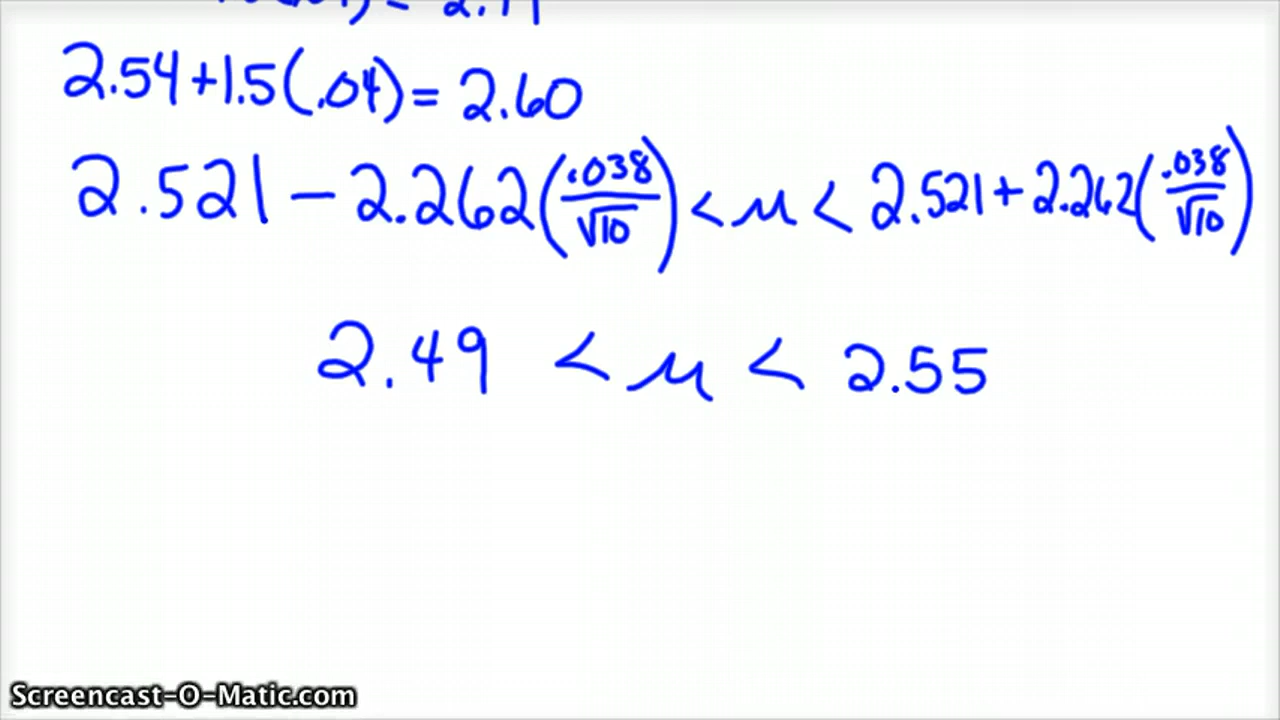 2.54+1.5(.04)= 2.60
2.521 − 2.262(.038/√10) < μ < 2.521 + 2.262(.038/√10)
2.49 < μ < 2.55
Screencast-O-Matic.com